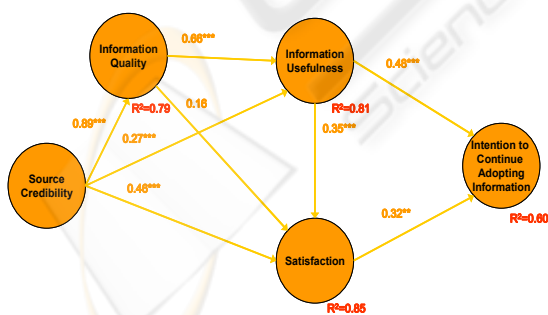 0.66***
Information
Quality
Information
Usefulness
0.48***
R²=0.79
0.16
R²=0.81
0.89***
0.27***
0.35***
Source
Credibility
Intention to
Continue
Adopting
Information
0.46***
0.32**
R²=0.60
Satisfaction
R²=0.85